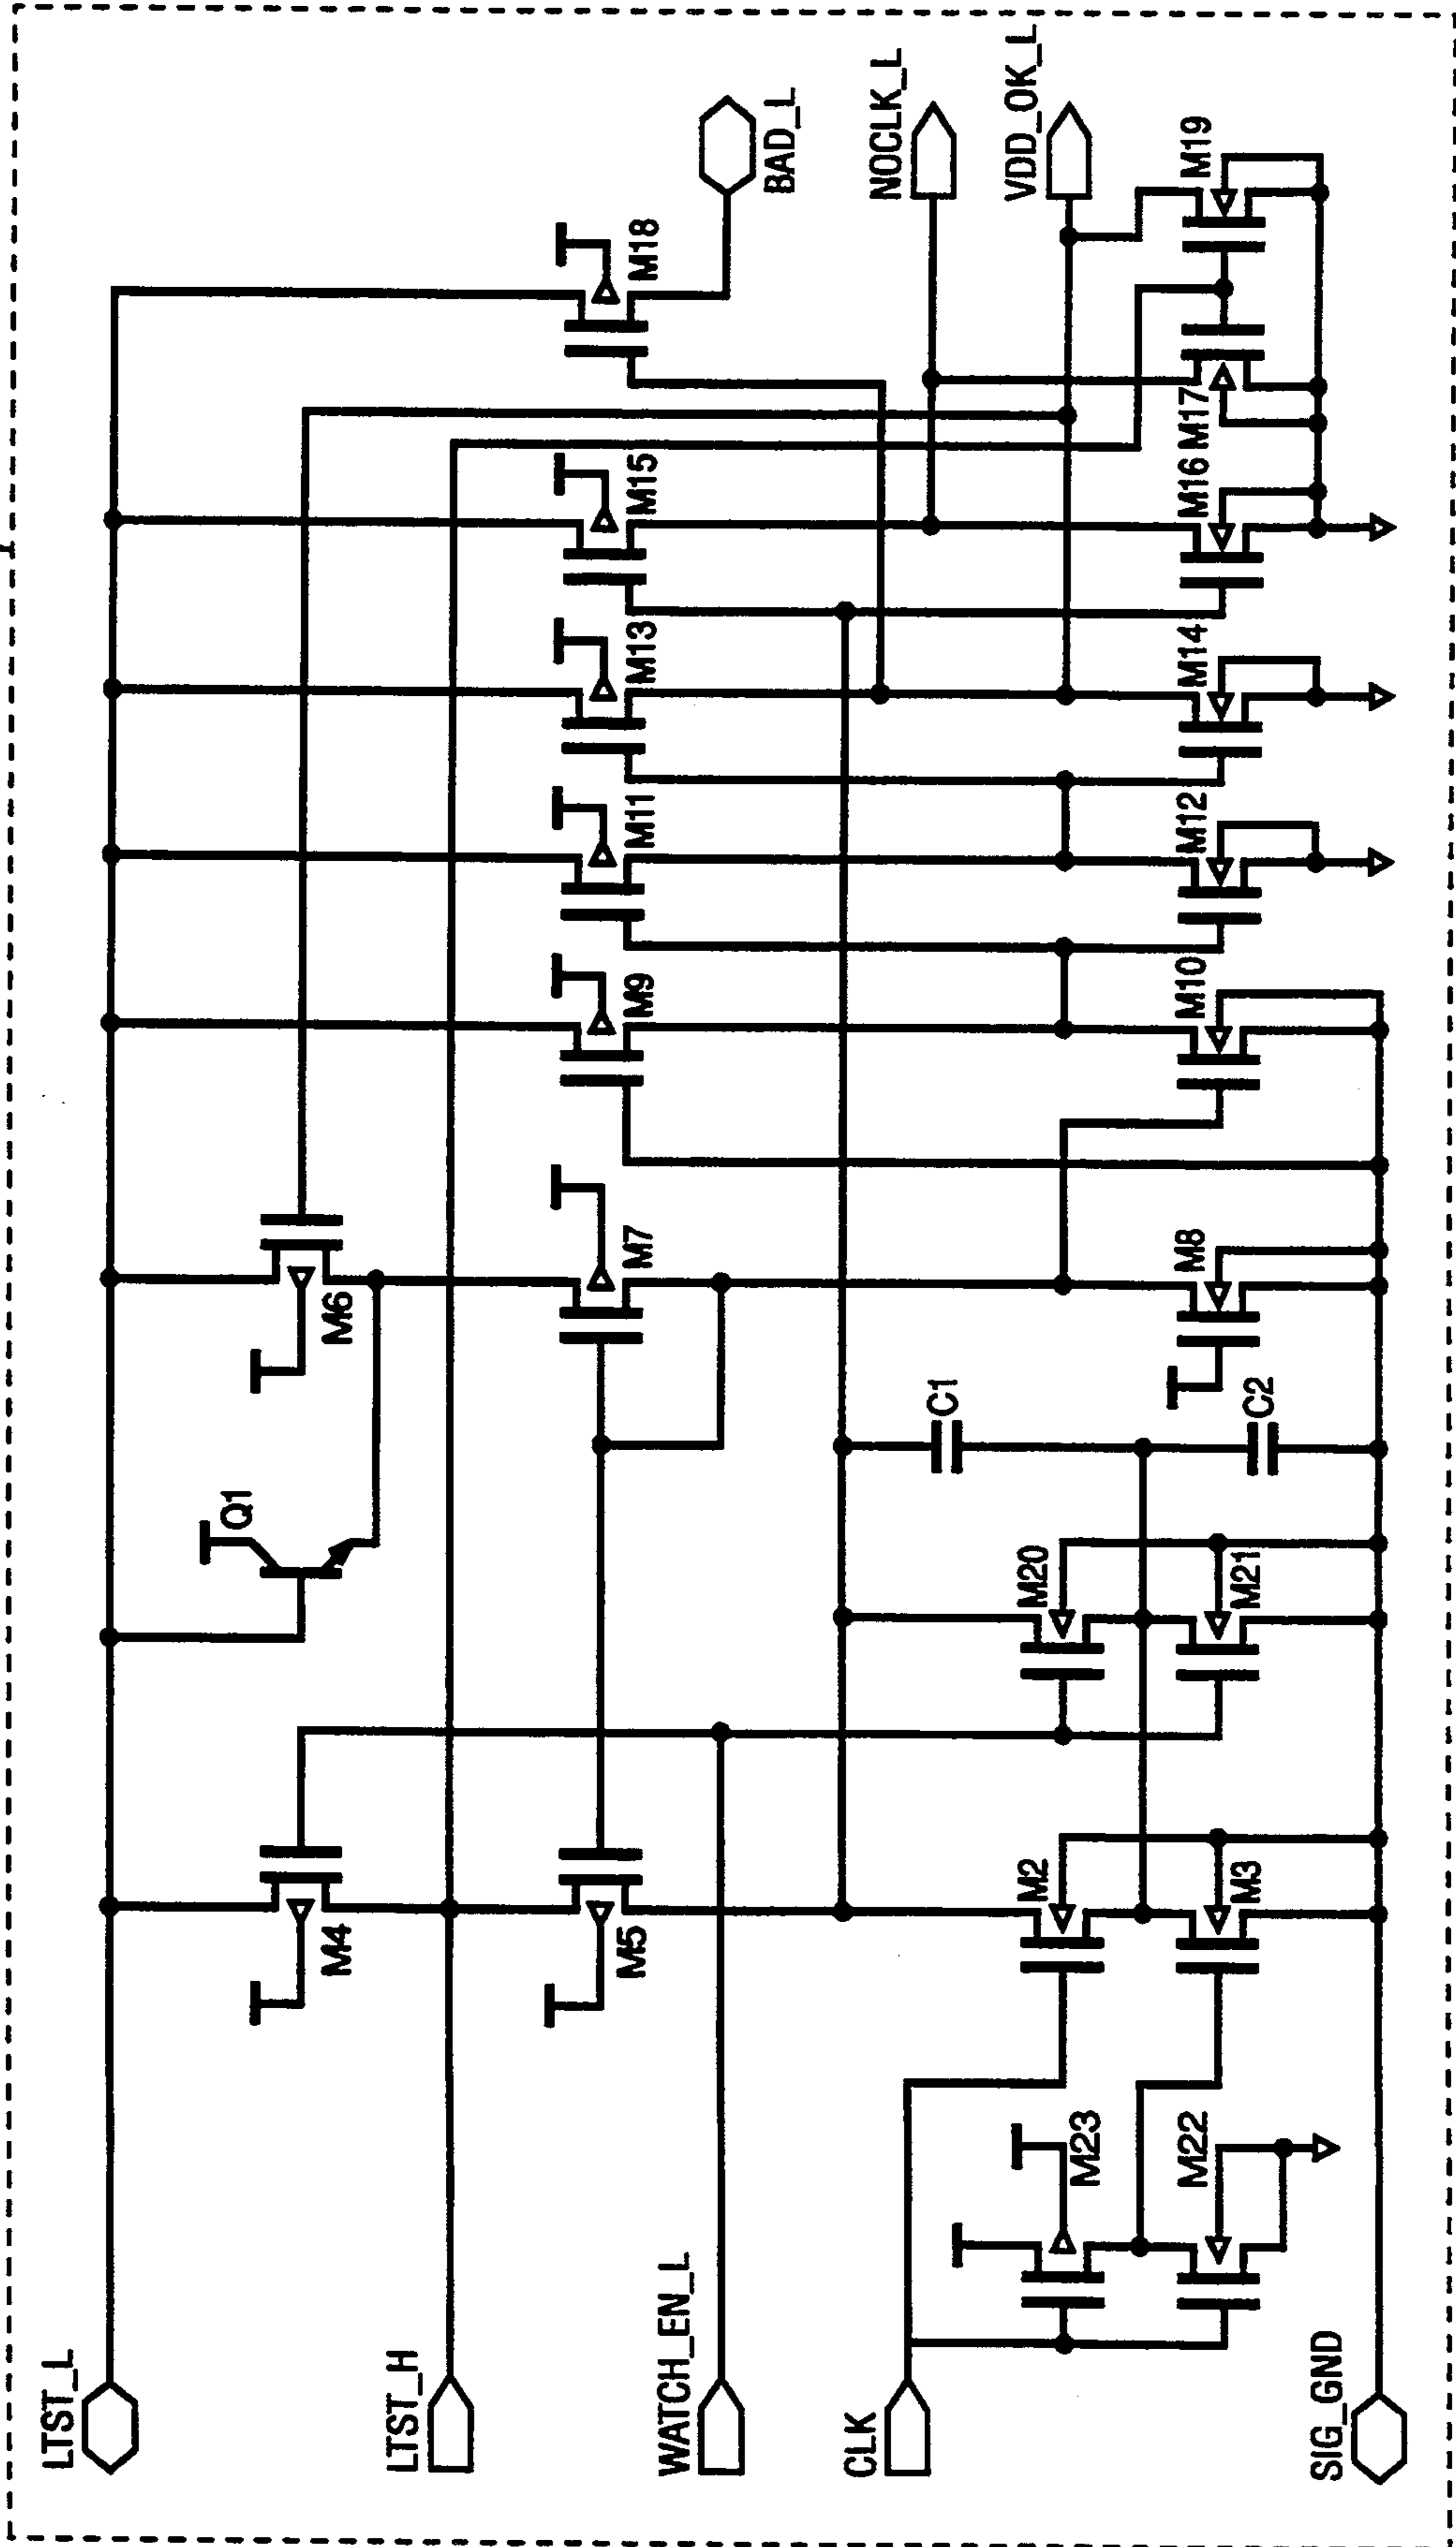 LTST_L
LTST_H
WATCH_EN_L
CLK
SIG_GND
M23
M22
M4
M5
M2
M3
M20
M21
Q1
C1
C2
M6
M7
M8
M9
M10
M11
M12
M13
M14
M15
M16
M17
M18
M19
BAD_L
NOCLK_L
VDD_OK_L